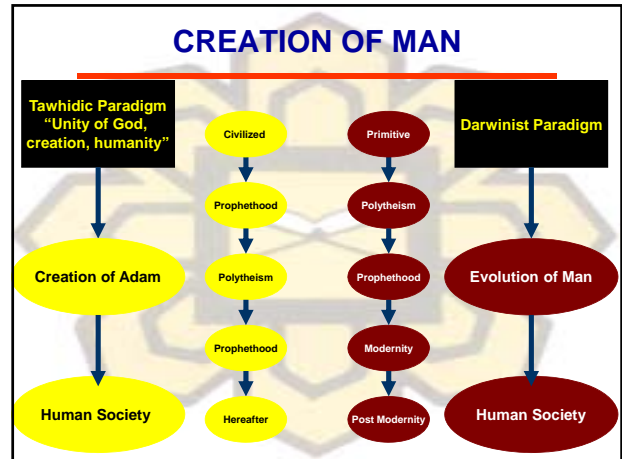 CREATION OF MAN
Tawhidic Paradigm
“Unity of God,
creation, humanity”
Creation of Adam
Human Society
Civilized
Prophethood
Polytheism
Prophethood
Hereafter
Primitive
Polytheism
Prophethood
Modernity
Post Modernity
Darwinist Paradigm
Evolution of Man
Human Society